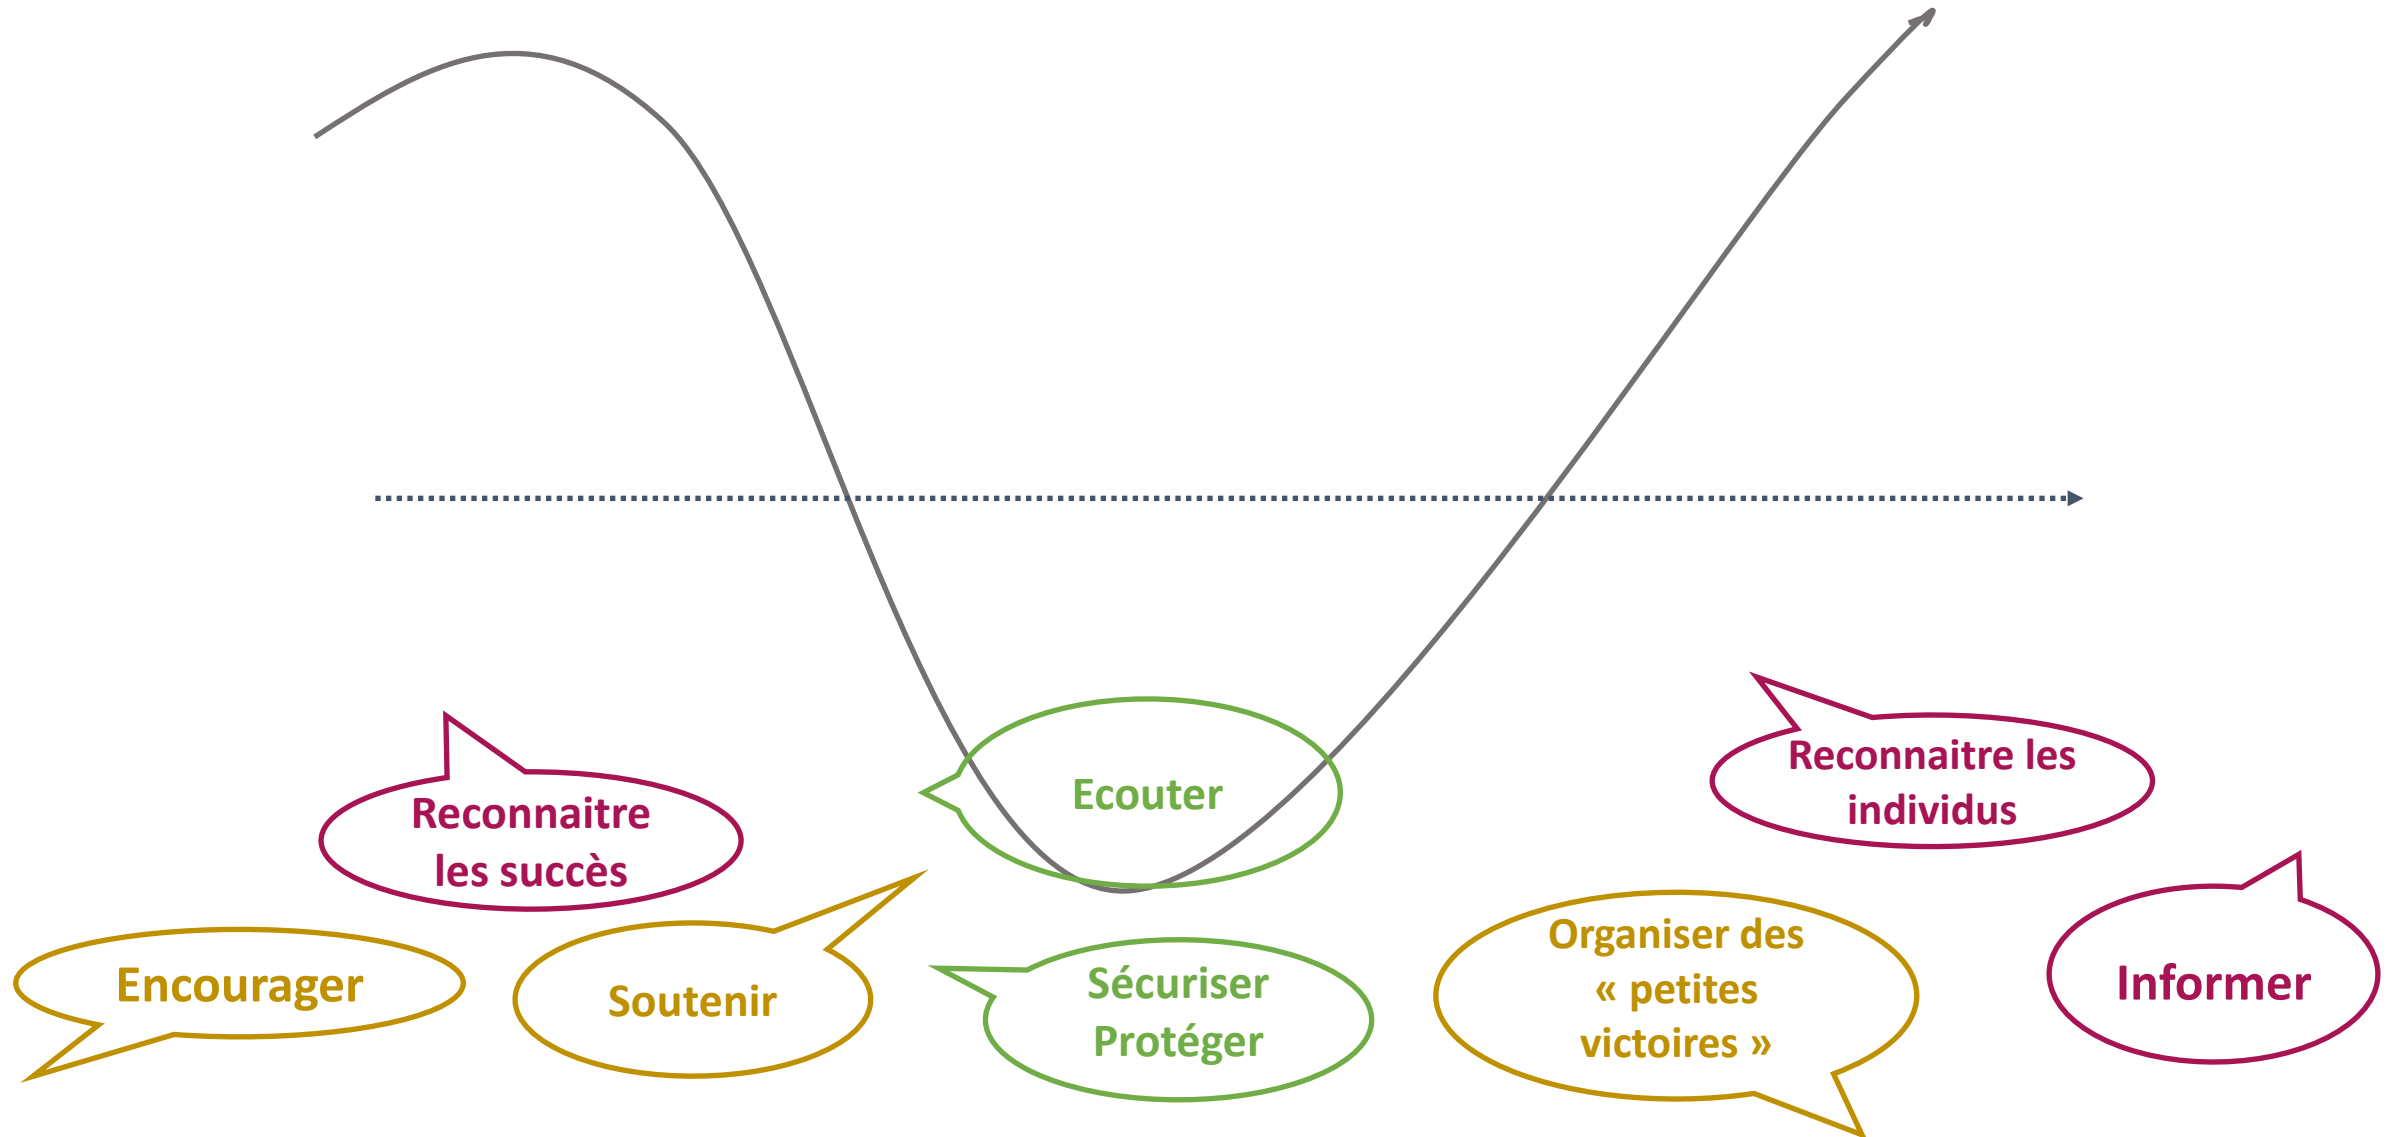 Reconnaitre
les succès
Encourager
Soutenir
Ecouter
Sécuriser
Protéger
Reconnaitre les
individus
Organiser des
« petites
victoires »
Informer